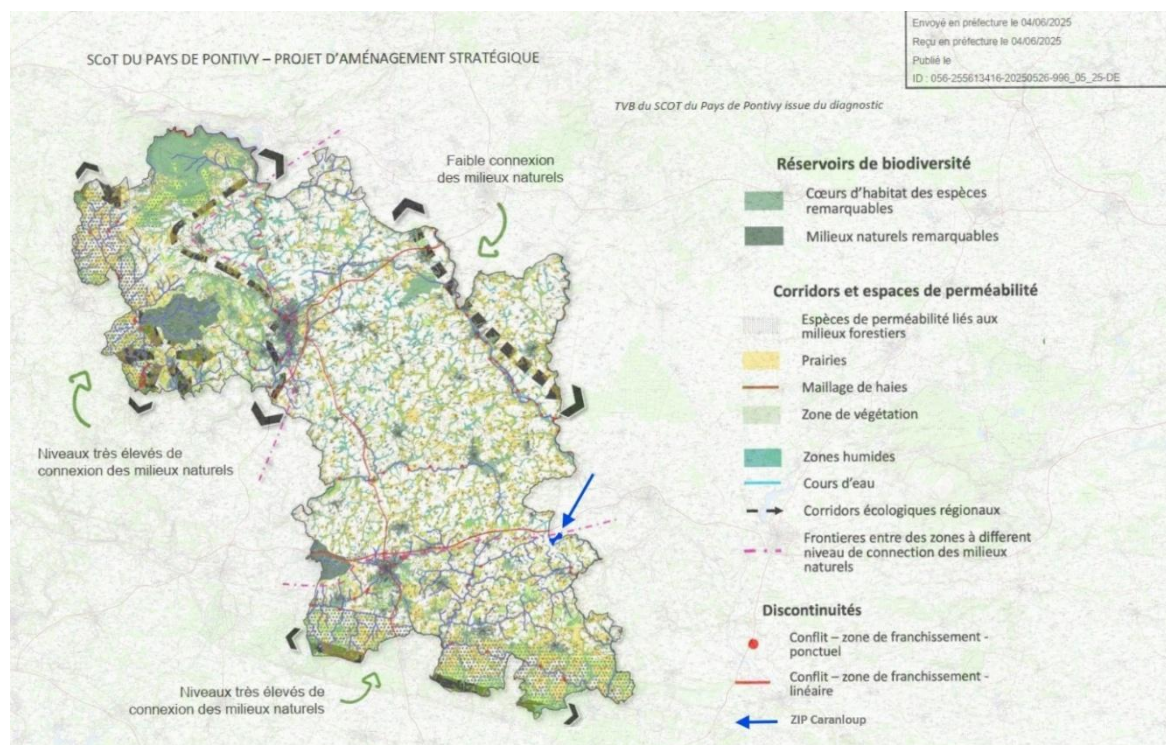 Envoyé en préfecture le 04/06/2025
Reçu en préfecture le 04/06/2025
Publié le
ID : 056-255613416-20250526-996_05_25-DE
SCoT DU PAYS DE PONTIVY – PROJET D'AMÉNAGEMENT STRATÉGIQUE
TVB du SCOT du Pays de Pontivy issue du diagnostic
Faible connexion
des milieux naturels
Niveaux très élevés de
connexion des milieux naturels
Niveaux très élevés de
connexion des milieux naturels
Réservoirs de biodiversité
Cœurs d'habitat des espèces
remarquables
Milieux naturels remarquables
Corridors et espaces de perméabilité
Espèces de perméabilité liés aux
milleux forestiers
Prairies
Maillage de haies
Zone de végétation
Zones humides
Cours d'eau
Corridors écologiques régionaux
Frontieres entre des zones à different
niveau de connection des milieux
naturels
Discontinuités
Conflit – zone de franchissement -
ponctuel
Conflit – zone de franchissement -
linéaire
ZIP Caranloup